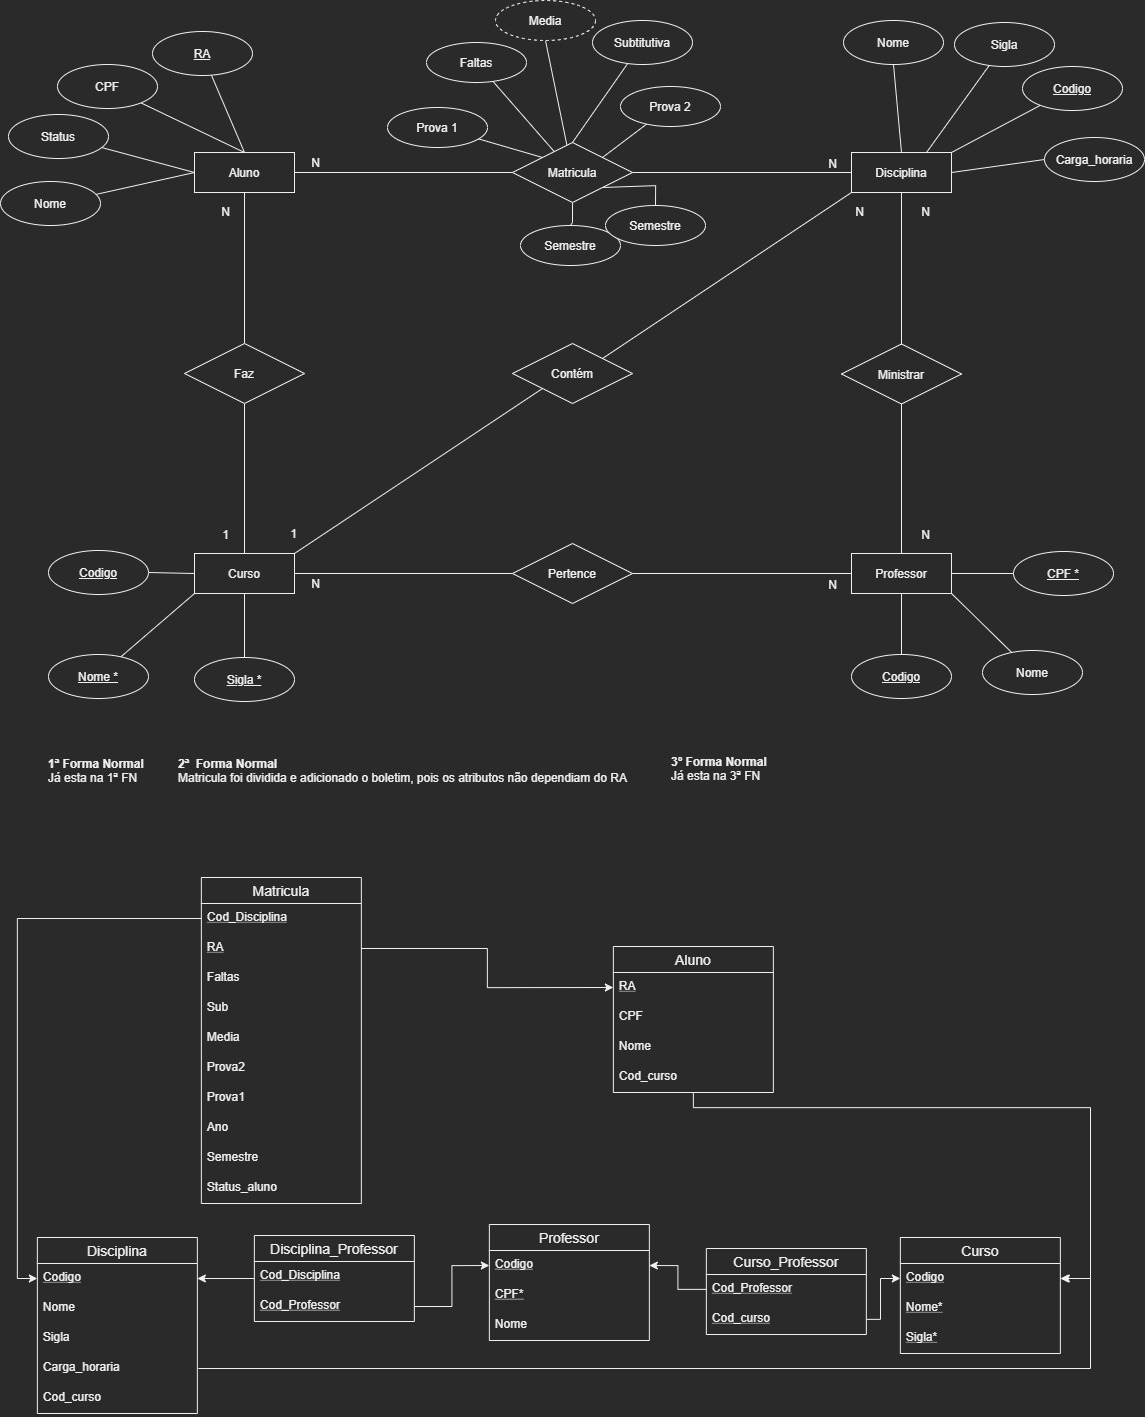 Media
RA
Subtitutiva
Nome
Sigla
Faltas
CPF
Codigo
Prova 2
Prova 1
Status
Carga_horaria
N
N
Aluno
Matricula
Disciplina
Nome
N
N
N
Semestre
Semestre
Faz
Contém
Ministrar
1
1
N
Codigo
Curso
N
Pertence
N
Professor
CPF *
Nome *
Sigla *
Codigo
Nome
1ª Forma Normal
Já esta na 1ª FN
2ª Forma Normal
Matricula foi dividida e adicionado o boletim, pois os atributos não dependiam do RA
3º Forma Normal
Já esta na 3ª FN
Matricula
Cod_Disciplina
RA
Faltas
Sub
Media
Prova2
Prova1
Ano
Semestre
Status_aluno
Aluno
RA
CPF
Nome
Cod_curso
Disciplina
Codigo
Nome
Sigla
Carga_horaria
Cod_curso
Disciplina_Professor
Cod_Disciplina
Cod_Professor
Professor
Codigo
CPF*
Nome
Curso_Professor
Cod_Professor
Cod_curso
Curso
Codigo
Nome*
Sigla*